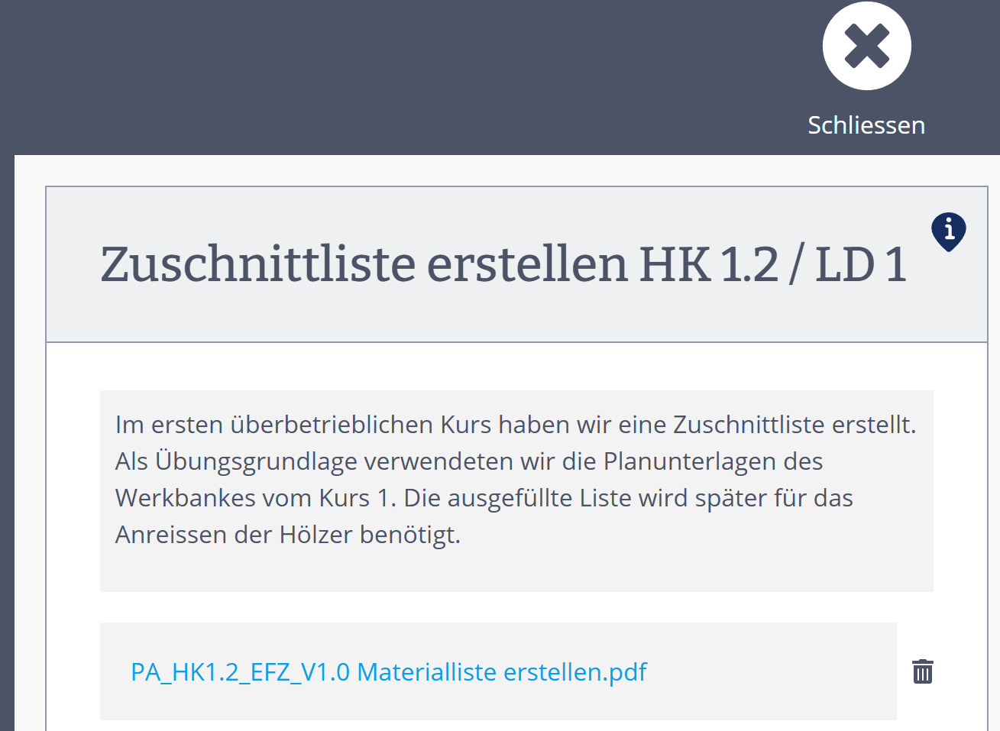 Schliessen
Zuschnittliste erstellen HK 1.2 / LD 1
Im ersten überbetrieblichen Kurs haben wir eine Zuschnittliste erstellt.
Als Übungsgrundlage verwendeten wir die Planunterlagen des
Werkbankes vom Kurs 1. Die ausgefüllte Liste wird später für das
Anreissen der Hölzer benötigt.
PA_HK1.2_EFZ_V1.0 Materialliste erstellen.pdf